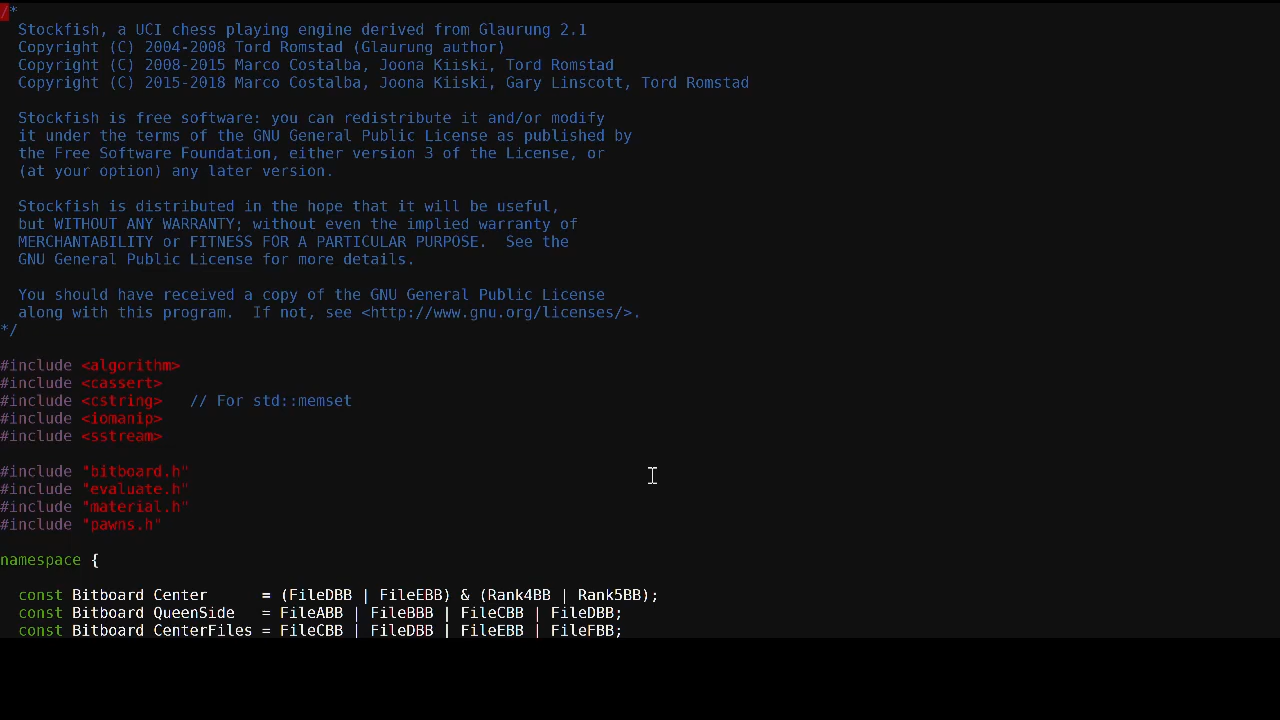 /*
  Stockfish, a UCI chess playing engine derived from Glaurung 2.1
  Copyright (C) 2004-2008 Tord Romstad (Glaurung author)
  Copyright (C) 2008-2015 Marco Costalba, Joona Kiiski, Tord Romstad
  Copyright (C) 2015-2018 Marco Costalba, Joona Kiiski, Gary Linscott, Tord Romstad

  Stockfish is free software: you can redistribute it and/or modify
  it under the terms of the GNU General Public License as published by
  the Free Software Foundation, either version 3 of the License, or
  (at your option) any later version.

  Stockfish is distributed in the hope that it will be useful,
  but WITHOUT ANY WARRANTY; without even the implied warranty of
  MERCHANTABILITY or FITNESS FOR A PARTICULAR PURPOSE.  See the
  GNU General Public License for more details.

  You should have received a copy of the GNU General Public License
  along with this program.  If not, see <http://www.gnu.org/licenses/>.
*/

#include <algorithm>
#include <cassert>
#include <cstring>   // For std::memset
#include <iomanip>
#include <sstream>

#include "bitboard.h"
#include "evaluate.h"
#include "material.h"
#include "pawns.h"

namespace {

  const Bitboard Center      = (FileDBB | FileEBB) & (Rank4BB | Rank5BB);
  const Bitboard QueenSide   = FileABB | FileBBB | FileCBB | FileDBB;
  const Bitboard CenterFiles = FileCBB | FileDBB | FileEBB | FileFBB;